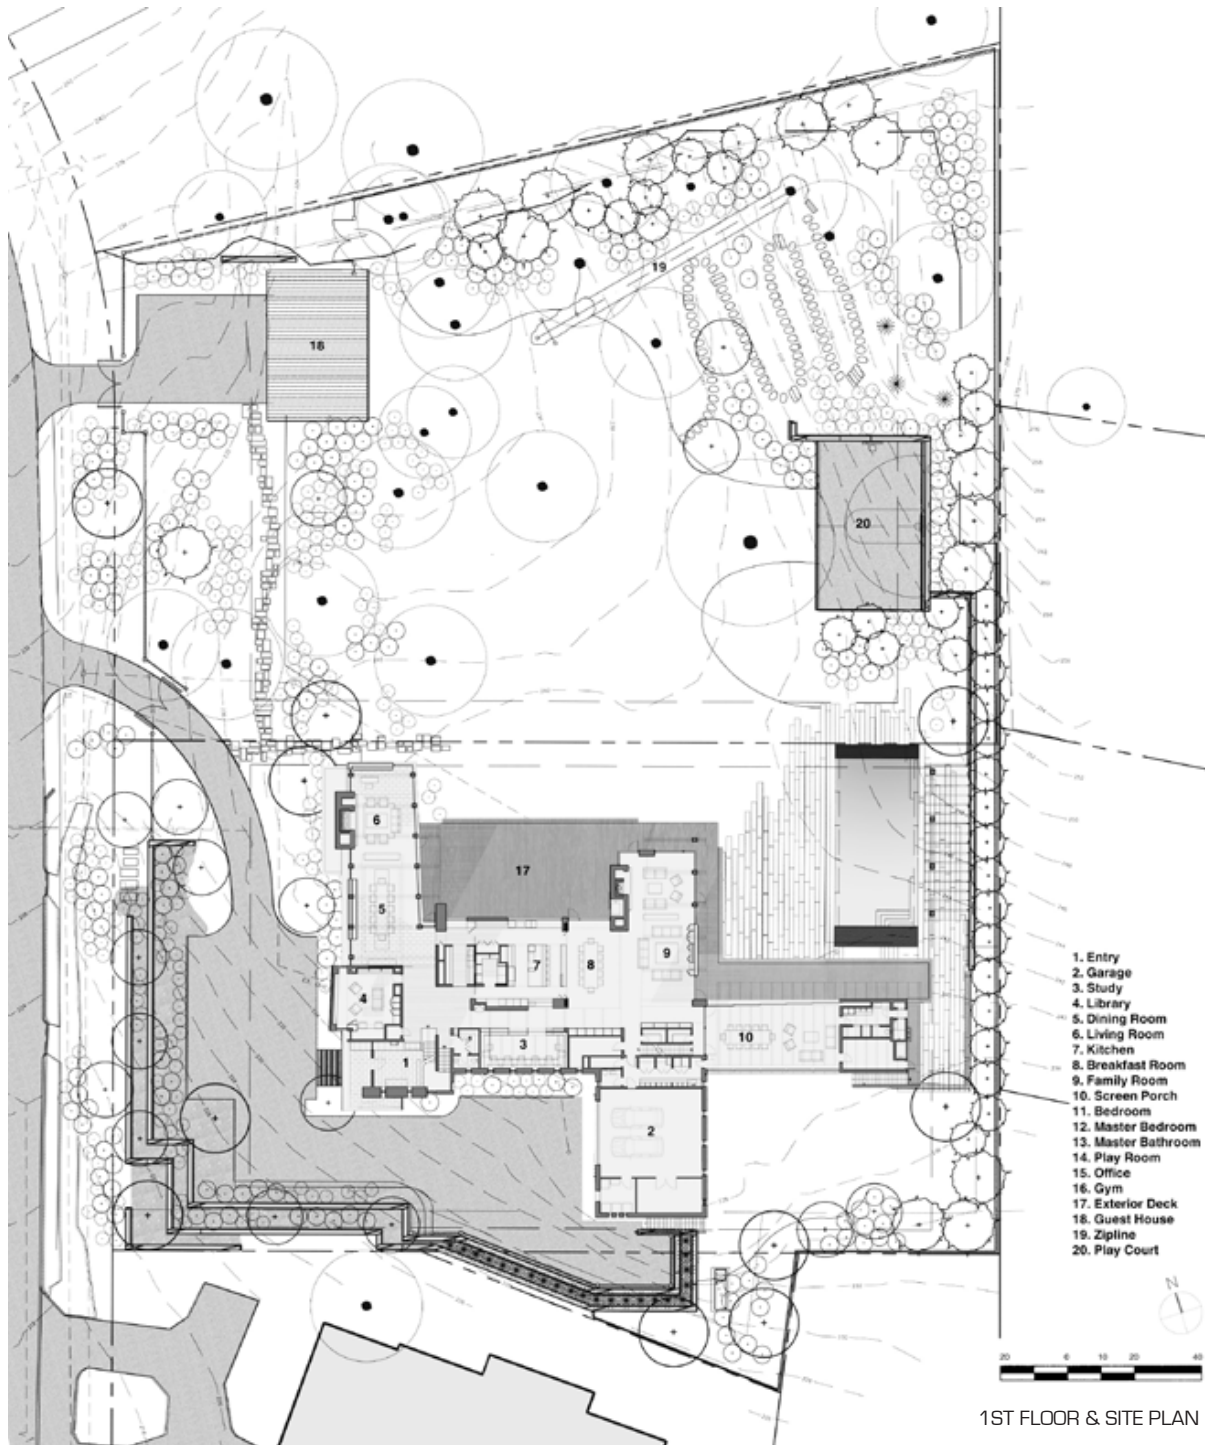 19
18
20
6
17
5
7
8
9
4
10
3
1
2
1. Entry
2. Garage
3. Study
4. Library
5. Dining Room
6. Living Room
7. Kitchen
8. Breakfast Room
9. Family Room
10. Screen Porch
11. Bedroom
12. Master Bedroom
13. Master Bathroom
14. Play Room
15. Office
16. Gym
17. Exterior Deck
18. Guest House
19. Zipline
20. Play Court
N
20 10 20 40
1ST FLOOR & SITE PLAN